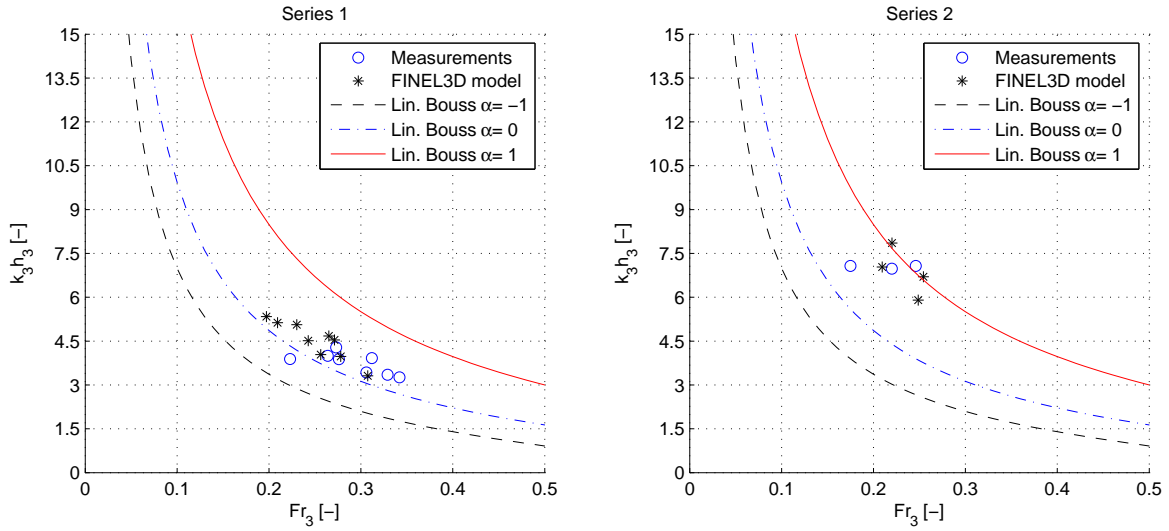 Series 1
15
13.5
12
10.5
9
7.5
6
4.5
3
1.5
0
k₃h₃ [−]
Measurements
FINEL3D model
Lin. Bouss α= −1
Lin. Bouss α= 0
Lin. Bouss α= 1
0 0.1 0.2 0.3 0.4 0.5
Fr₃ [−]
Series 2
15
13.5
12
10.5
9
7.5
6
4.5
3
1.5
0
k₃h₃ [−]
Measurements
FINEL3D model
Lin. Bouss α= −1
Lin. Bouss α= 0
Lin. Bouss α= 1
0 0.1 0.2 0.3 0.4 0.5
Fr₃ [−]